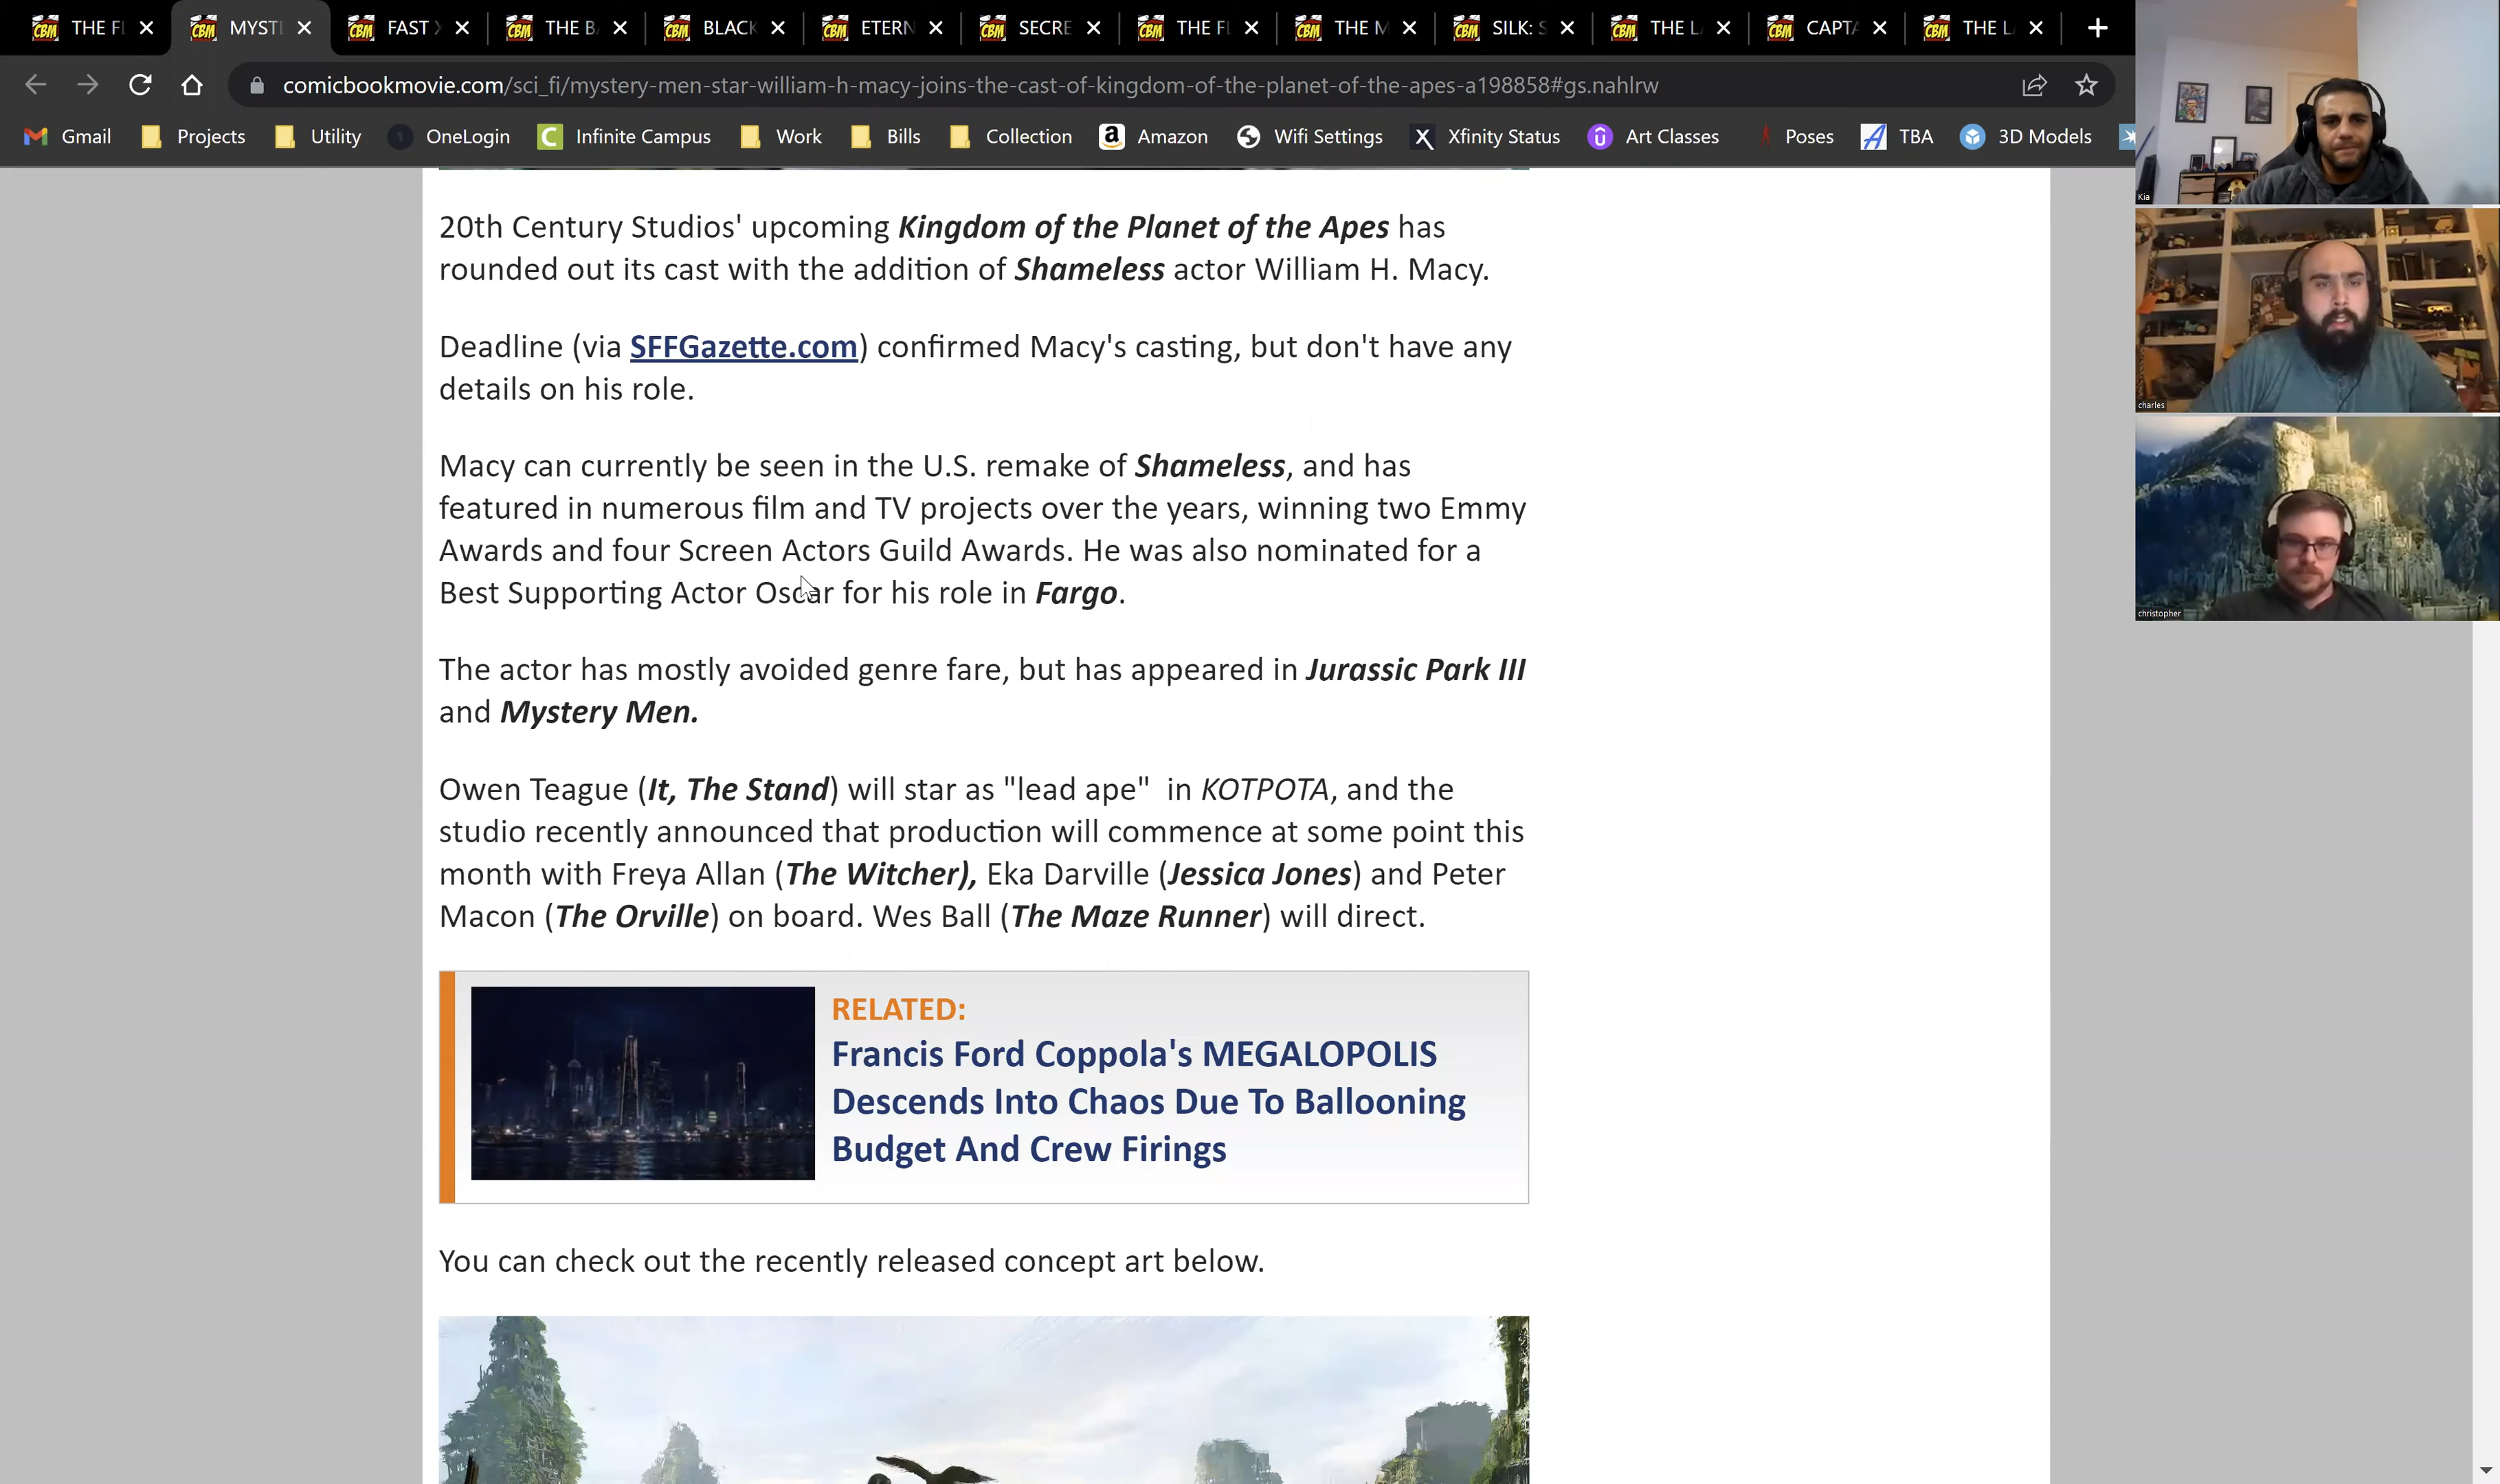 THE FL
MYSTE
FAST X
THE BA
BLACK
ETERN
SECRE
THE FL
THE M
SILK: S
THE LA
CAPTA
THE LA
comicbookmovie.com/sci_fi/mystery-men-star-william-h-macy-joins-the-cast-of-kingdom-of-the-planet-of-the-apes-a198858#gs.nahlrw
Gmail Projects Utility OneLogin Infinite Campus Work Bills Collection Amazon Wifi Settings Xfinity Status Art Classes Poses TBA 3D Models
20th Century Studios' upcoming Kingdom of the Planet of the Apes has
rounded out its cast with the addition of Shameless actor William H. Macy.
Deadline (via SFFGazette.com) confirmed Macy's casting, but don't have any
details on his role.
Macy can currently be seen in the U.S. remake of Shameless, and has
featured in numerous film and TV projects over the years, winning two Emmy
Awards and four Screen Actors Guild Awards. He was also nominated for a
Best Supporting Actor Oscar for his role in Fargo.
The actor has mostly avoided genre fare, but has appeared in Jurassic Park III
and Mystery Men.
Owen Teague (It, The Stand) will star as "lead ape"  in KOTPOTA, and the
studio recently announced that production will commence at some point this
month with Freya Allan (The Witcher), Eka Darville (Jessica Jones) and Peter
Macon (The Orville) on board. Wes Ball (The Maze Runner) will direct.
RELATED:
Francis Ford Coppola's MEGALOPOLIS
Descends Into Chaos Due To Ballooning
Budget And Crew Firings
You can check out the recently released concept art below.
Kia
charles
christopher